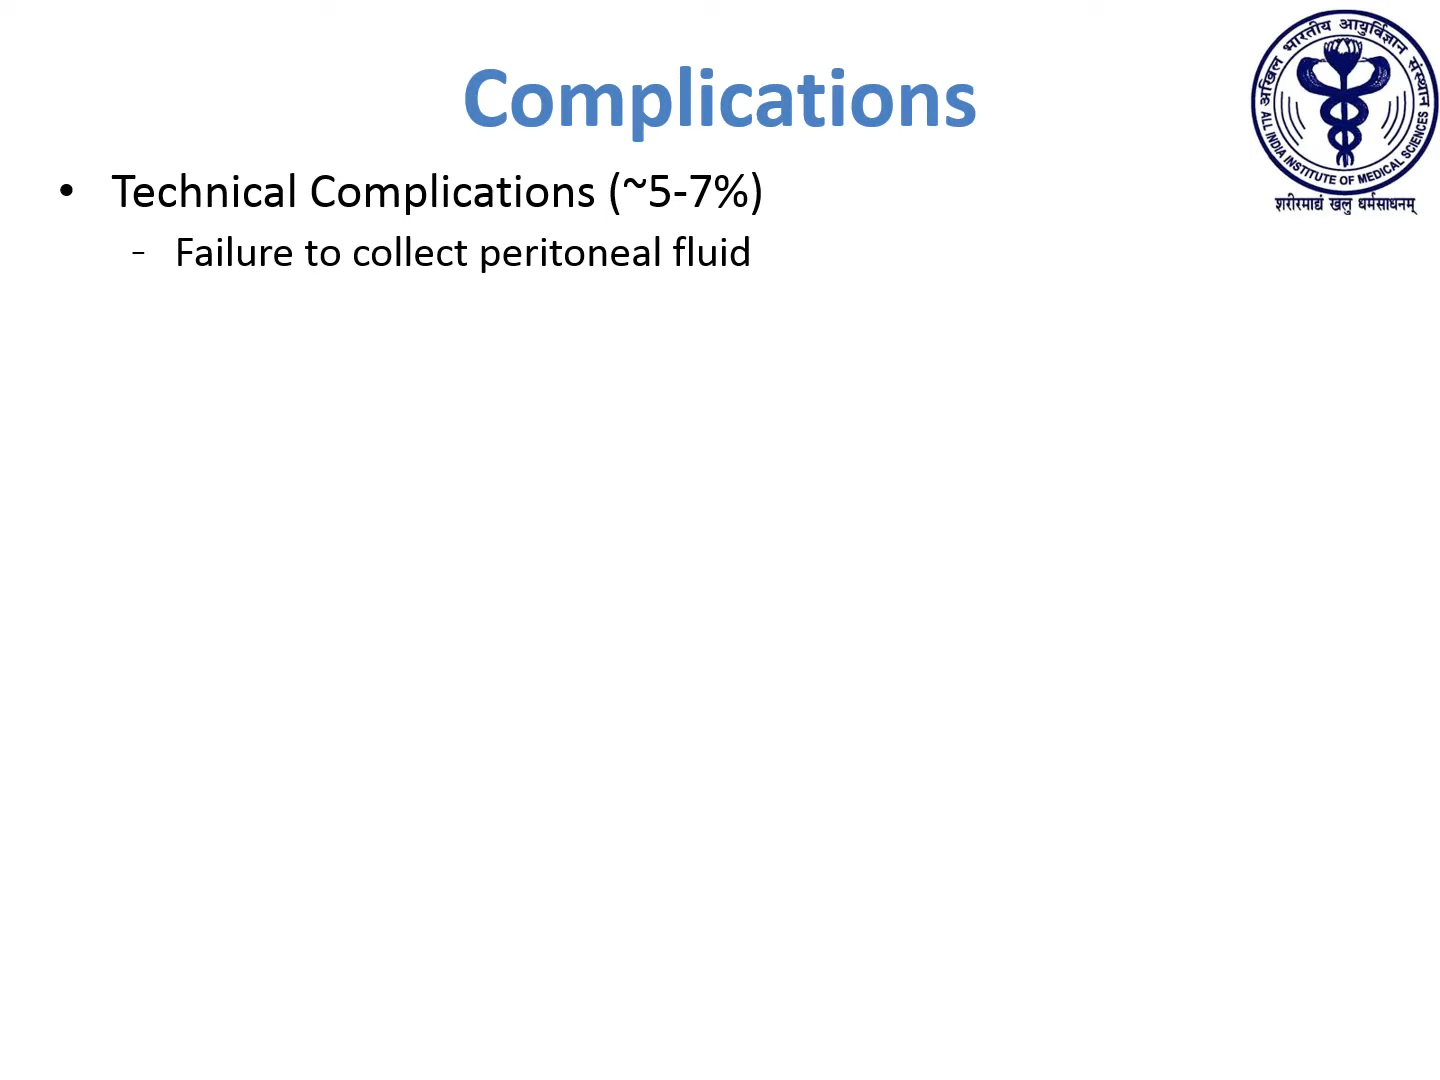 Complications
• Technical Complications (~5-7%)
- Failure to collect peritoneal fluid
अखिल भारतीय आयुर्विज्ञान संस्थान
ALL INDIA INSTITUTE OF MEDICAL SCIENCES
शरीरमाद्यं खलु धर्मसाधनम्